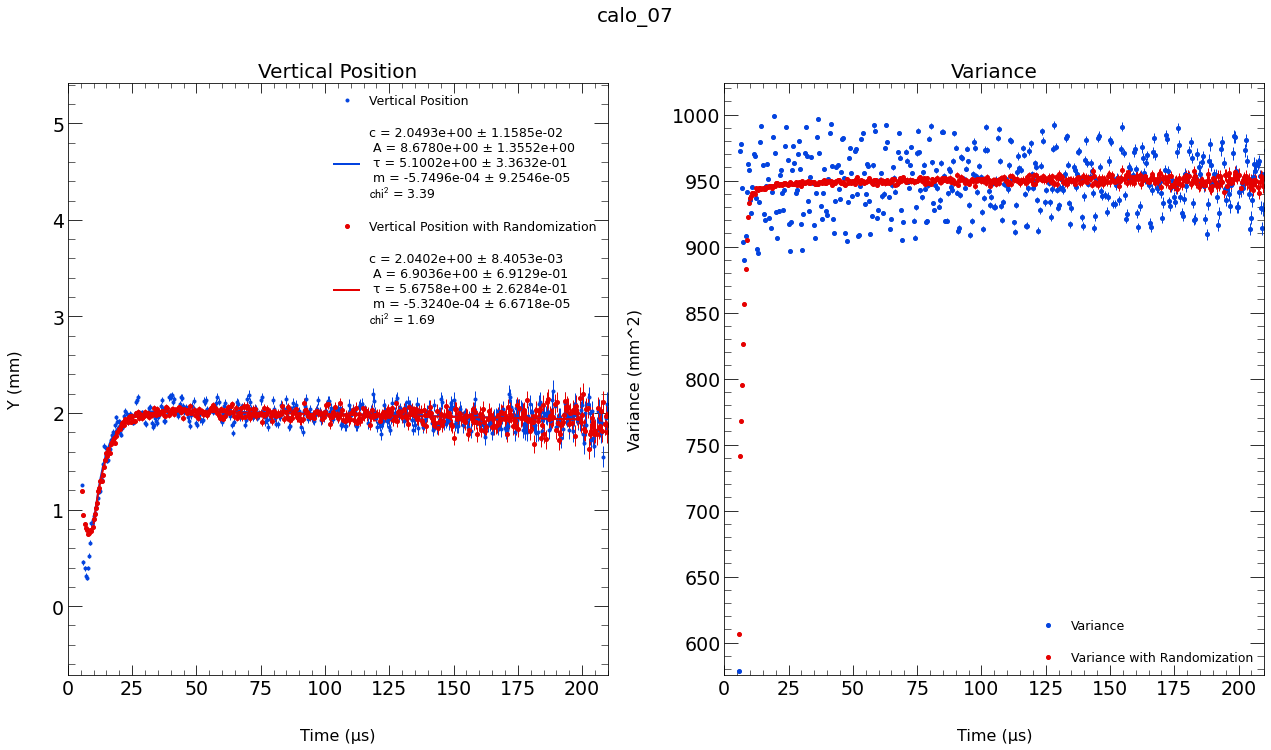 calo_07
Vertical Position
Y (mm)
5
4
3
2
1
0
Vertical Position
c = 2.0493e+00 ± 1.1585e-02
A = 8.6780e+00 ± 1.3552e+00
τ = 5.1002e+00 ± 3.3632e-01
m = -5.7496e-04 ± 9.2546e-05
chi² = 3.39
Vertical Position with Randomization
c = 2.0402e+00 ± 8.4053e-03
A = 6.9036e+00 ± 6.9129e-01
τ = 5.6758e+00 ± 2.6284e-01
m = -5.3240e-04 ± 6.6718e-05
chi² = 1.69
0 25 50 75 100 125 150 175 200
Time (μs)
Variance
Variance (mm^2)
1000
950
900
850
800
750
700
650
600
Variance
Variance with Randomization
0 25 50 75 100 125 150 175 200
Time (μs)